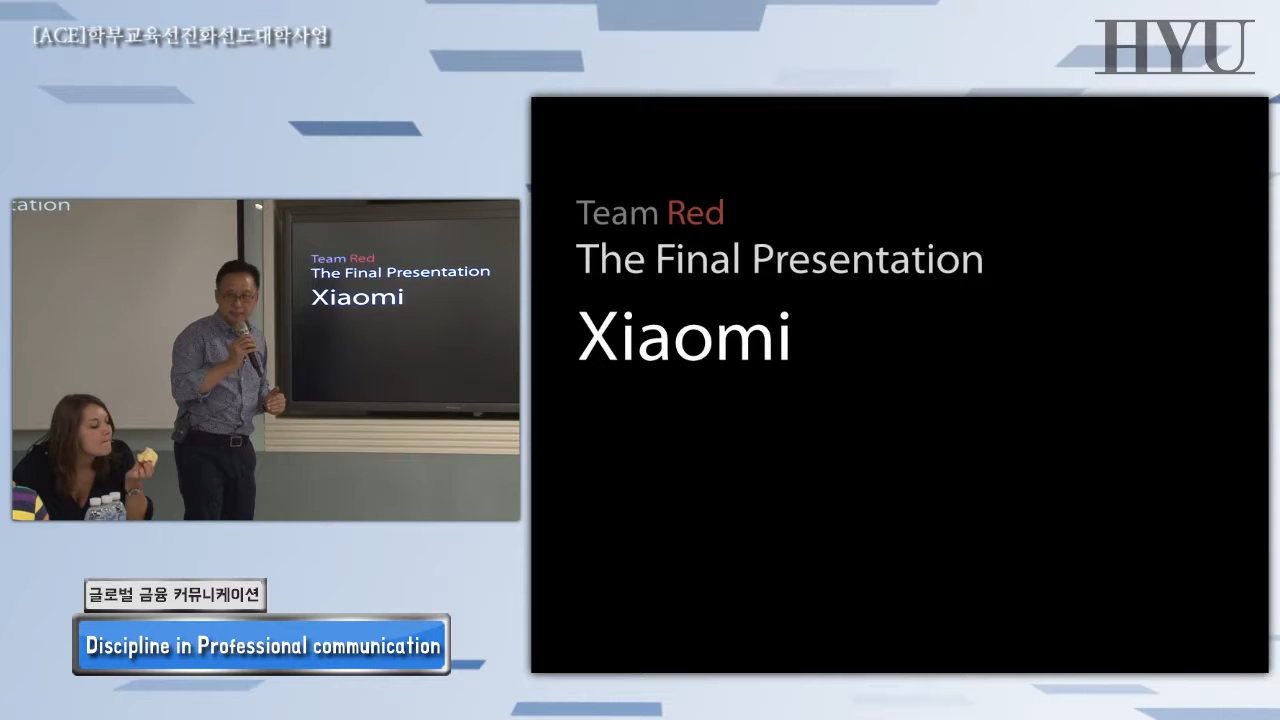 [ACE]학부교육선진화선도대학사업
HYU
tation
Team Red
The Final Presentation
Xiaomi
Team Red
The Final Presentation
Xiaomi
글로벌 금융 커뮤니케이션
Discipline in Professional communication